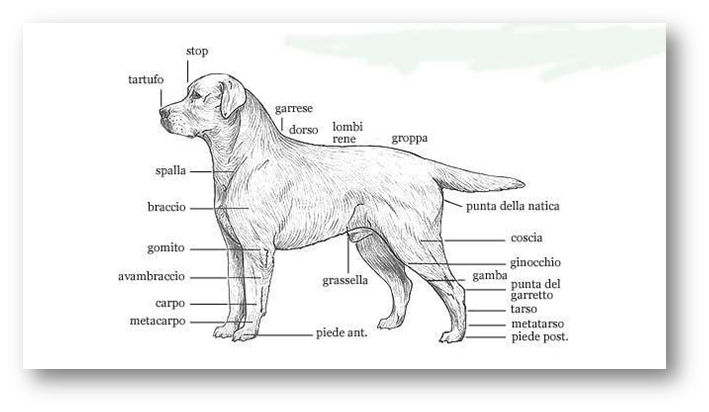 stop
tartufo
garrese
dorso
lombi
rene
groppa
spalla
braccio
punta della natica
gomito
coscia
avambraccio
grassella
ginocchio
gamba
punta del
garretto
carpo
tarso
metacarpo
metatarso
piede ant.
piede post.